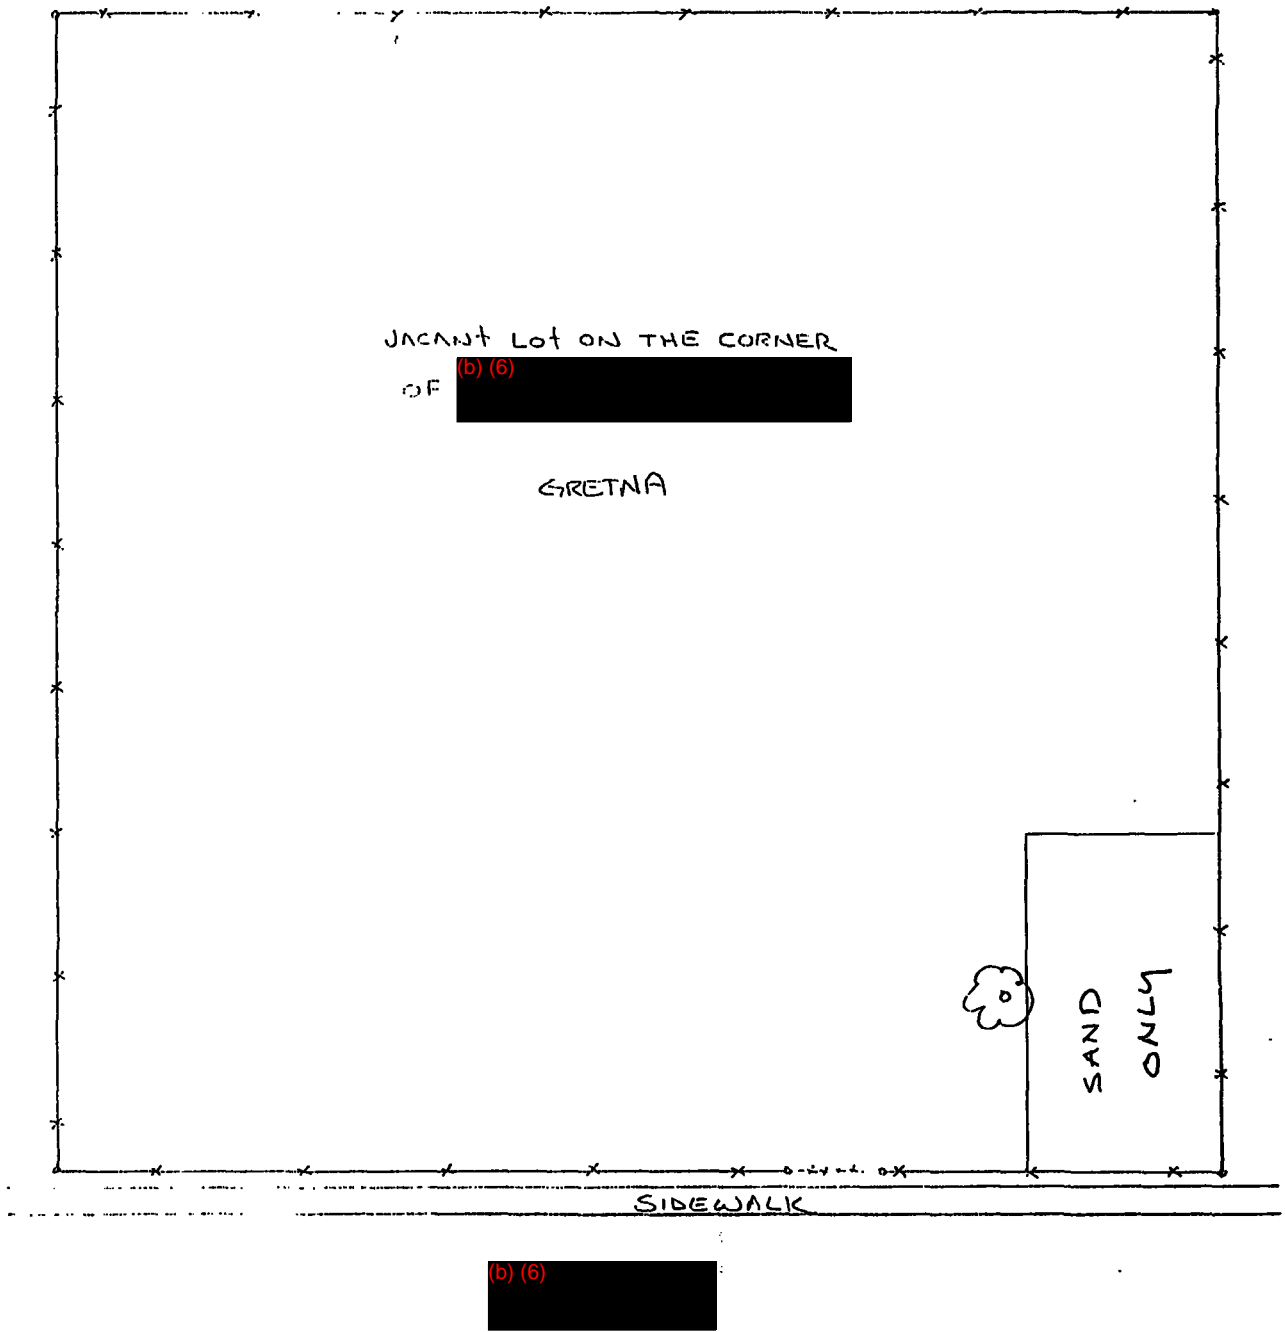 VACANT LOT ON THE CORNER
OF (b) (6)
GRETNA
SAND
ONLY
SIDEWALK
(b) (6)